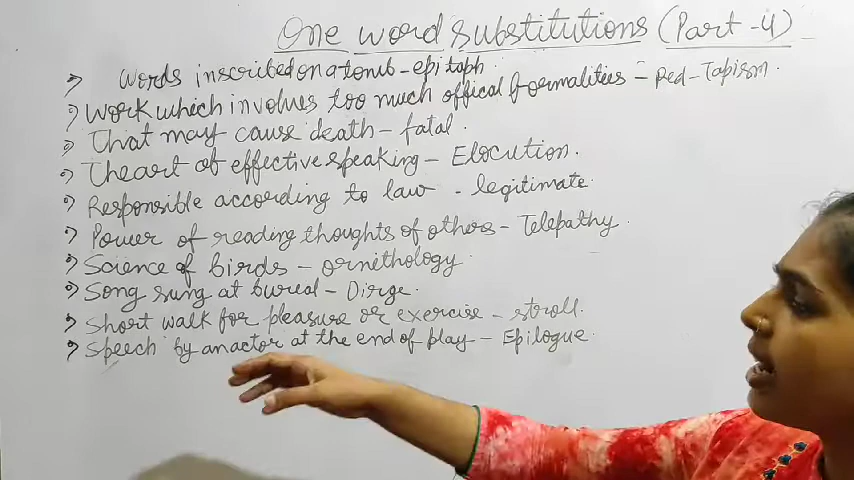 One word substitutions (Part-4)
words inscribed on a tomb - epitaph
Work which involves too much offical formalities - Red-Tapism.
That may cause death - fatal.
The art of effective speaking - Elocution.
Responsible according to law - legitimate.
Power of reading thoughts of others - Telepathy.
Science of birds - ornithology.
Song sung at bureal - Dirge.
Short walk for pleasure or exercise - stroll.
Speech by an actor at the end of play - Epilogue.